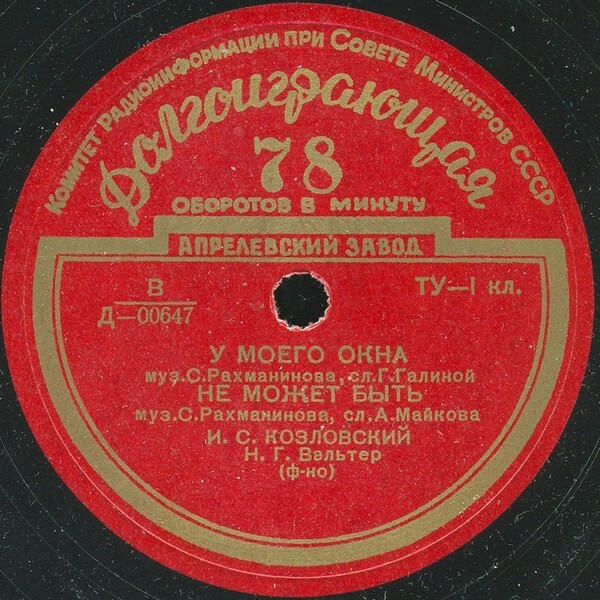 Комитет Радиоинформации при Совете Министров СССР
Долгоиграющая
78
ОБОРОТОВ В МИНУТУ
АПРЕЛЕВСКИЙ ЗАВОД
В
Д—00647
ТУ—I кл.
У МОЕГО ОКНА
муз.С.Рахманинова, сл.Г.Галиной
НЕ МОЖЕТ БЫТЬ
муз.С.Рахманинова, сл.А.Майкова
И. С. КОЗЛОВСКИЙ
Н. Г. Вальтер
(ф-но)